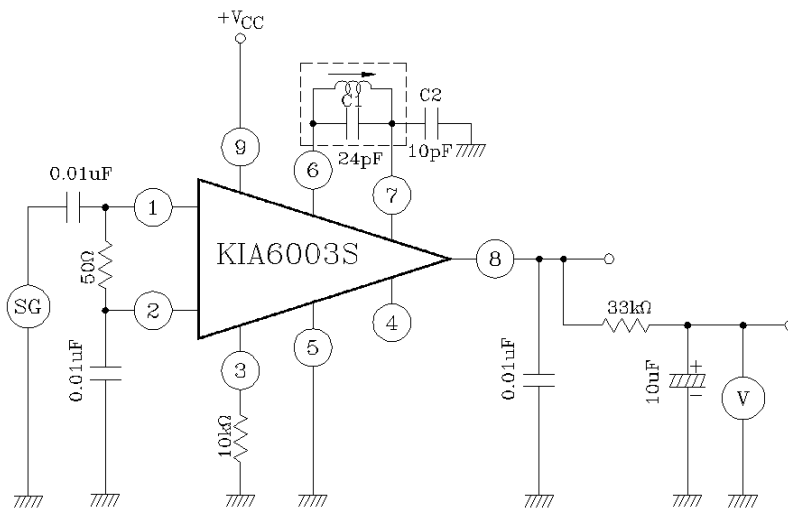 +VCC
C1
C2
24pF
10pF
9
6
7
0.01uF
1
KIA6003S
50Ω
8
SG
2
33kΩ
4
5
3
0.01uF
0.01uF
10uF
+
−
V
10kΩ